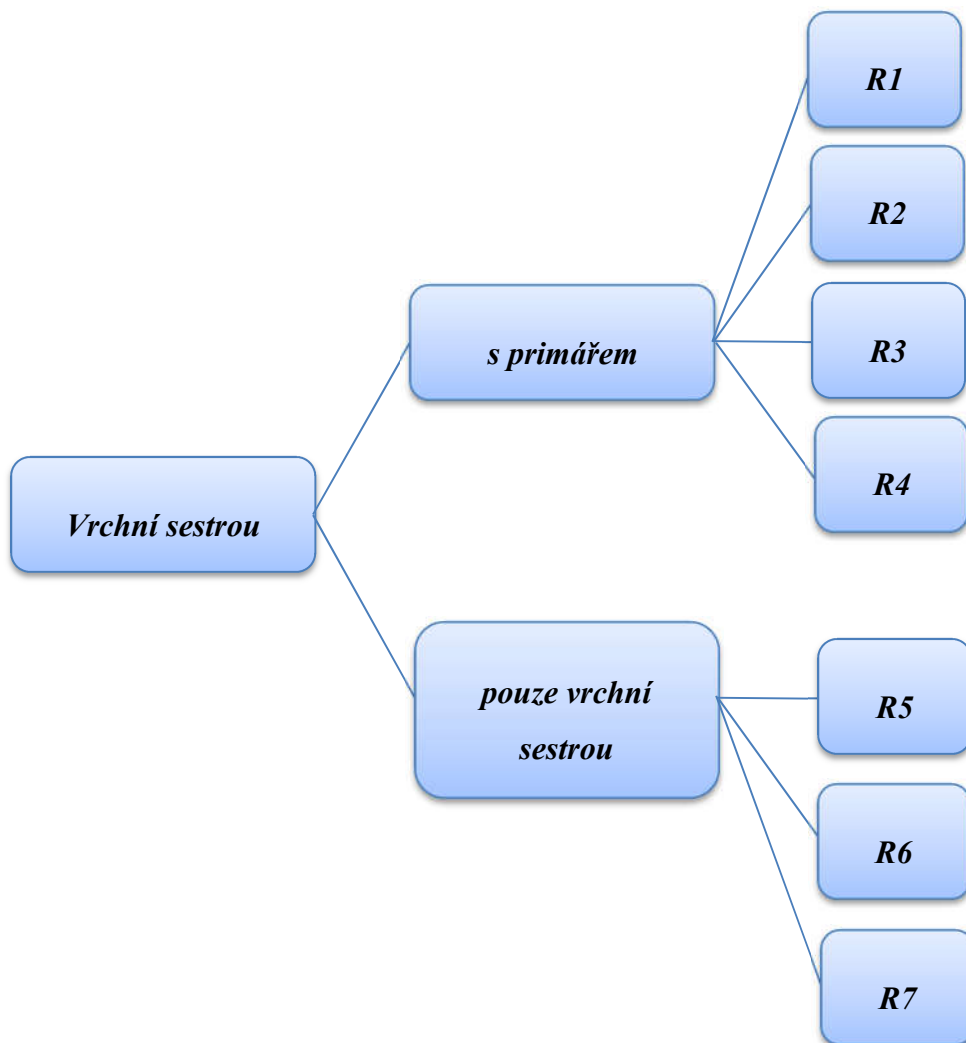 Vrchní sestrou
s primářem
R1
R2
R3
R4
pouze vrchní
sestrou
R5
R6
R7